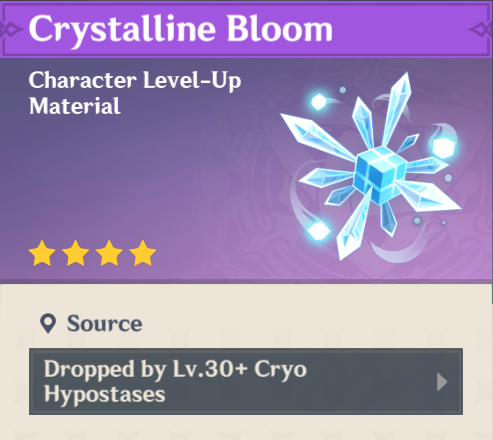 Crystalline Bloom
Character Level-Up
Material
Source
Dropped by Lv.30+ Cryo
Hypostases